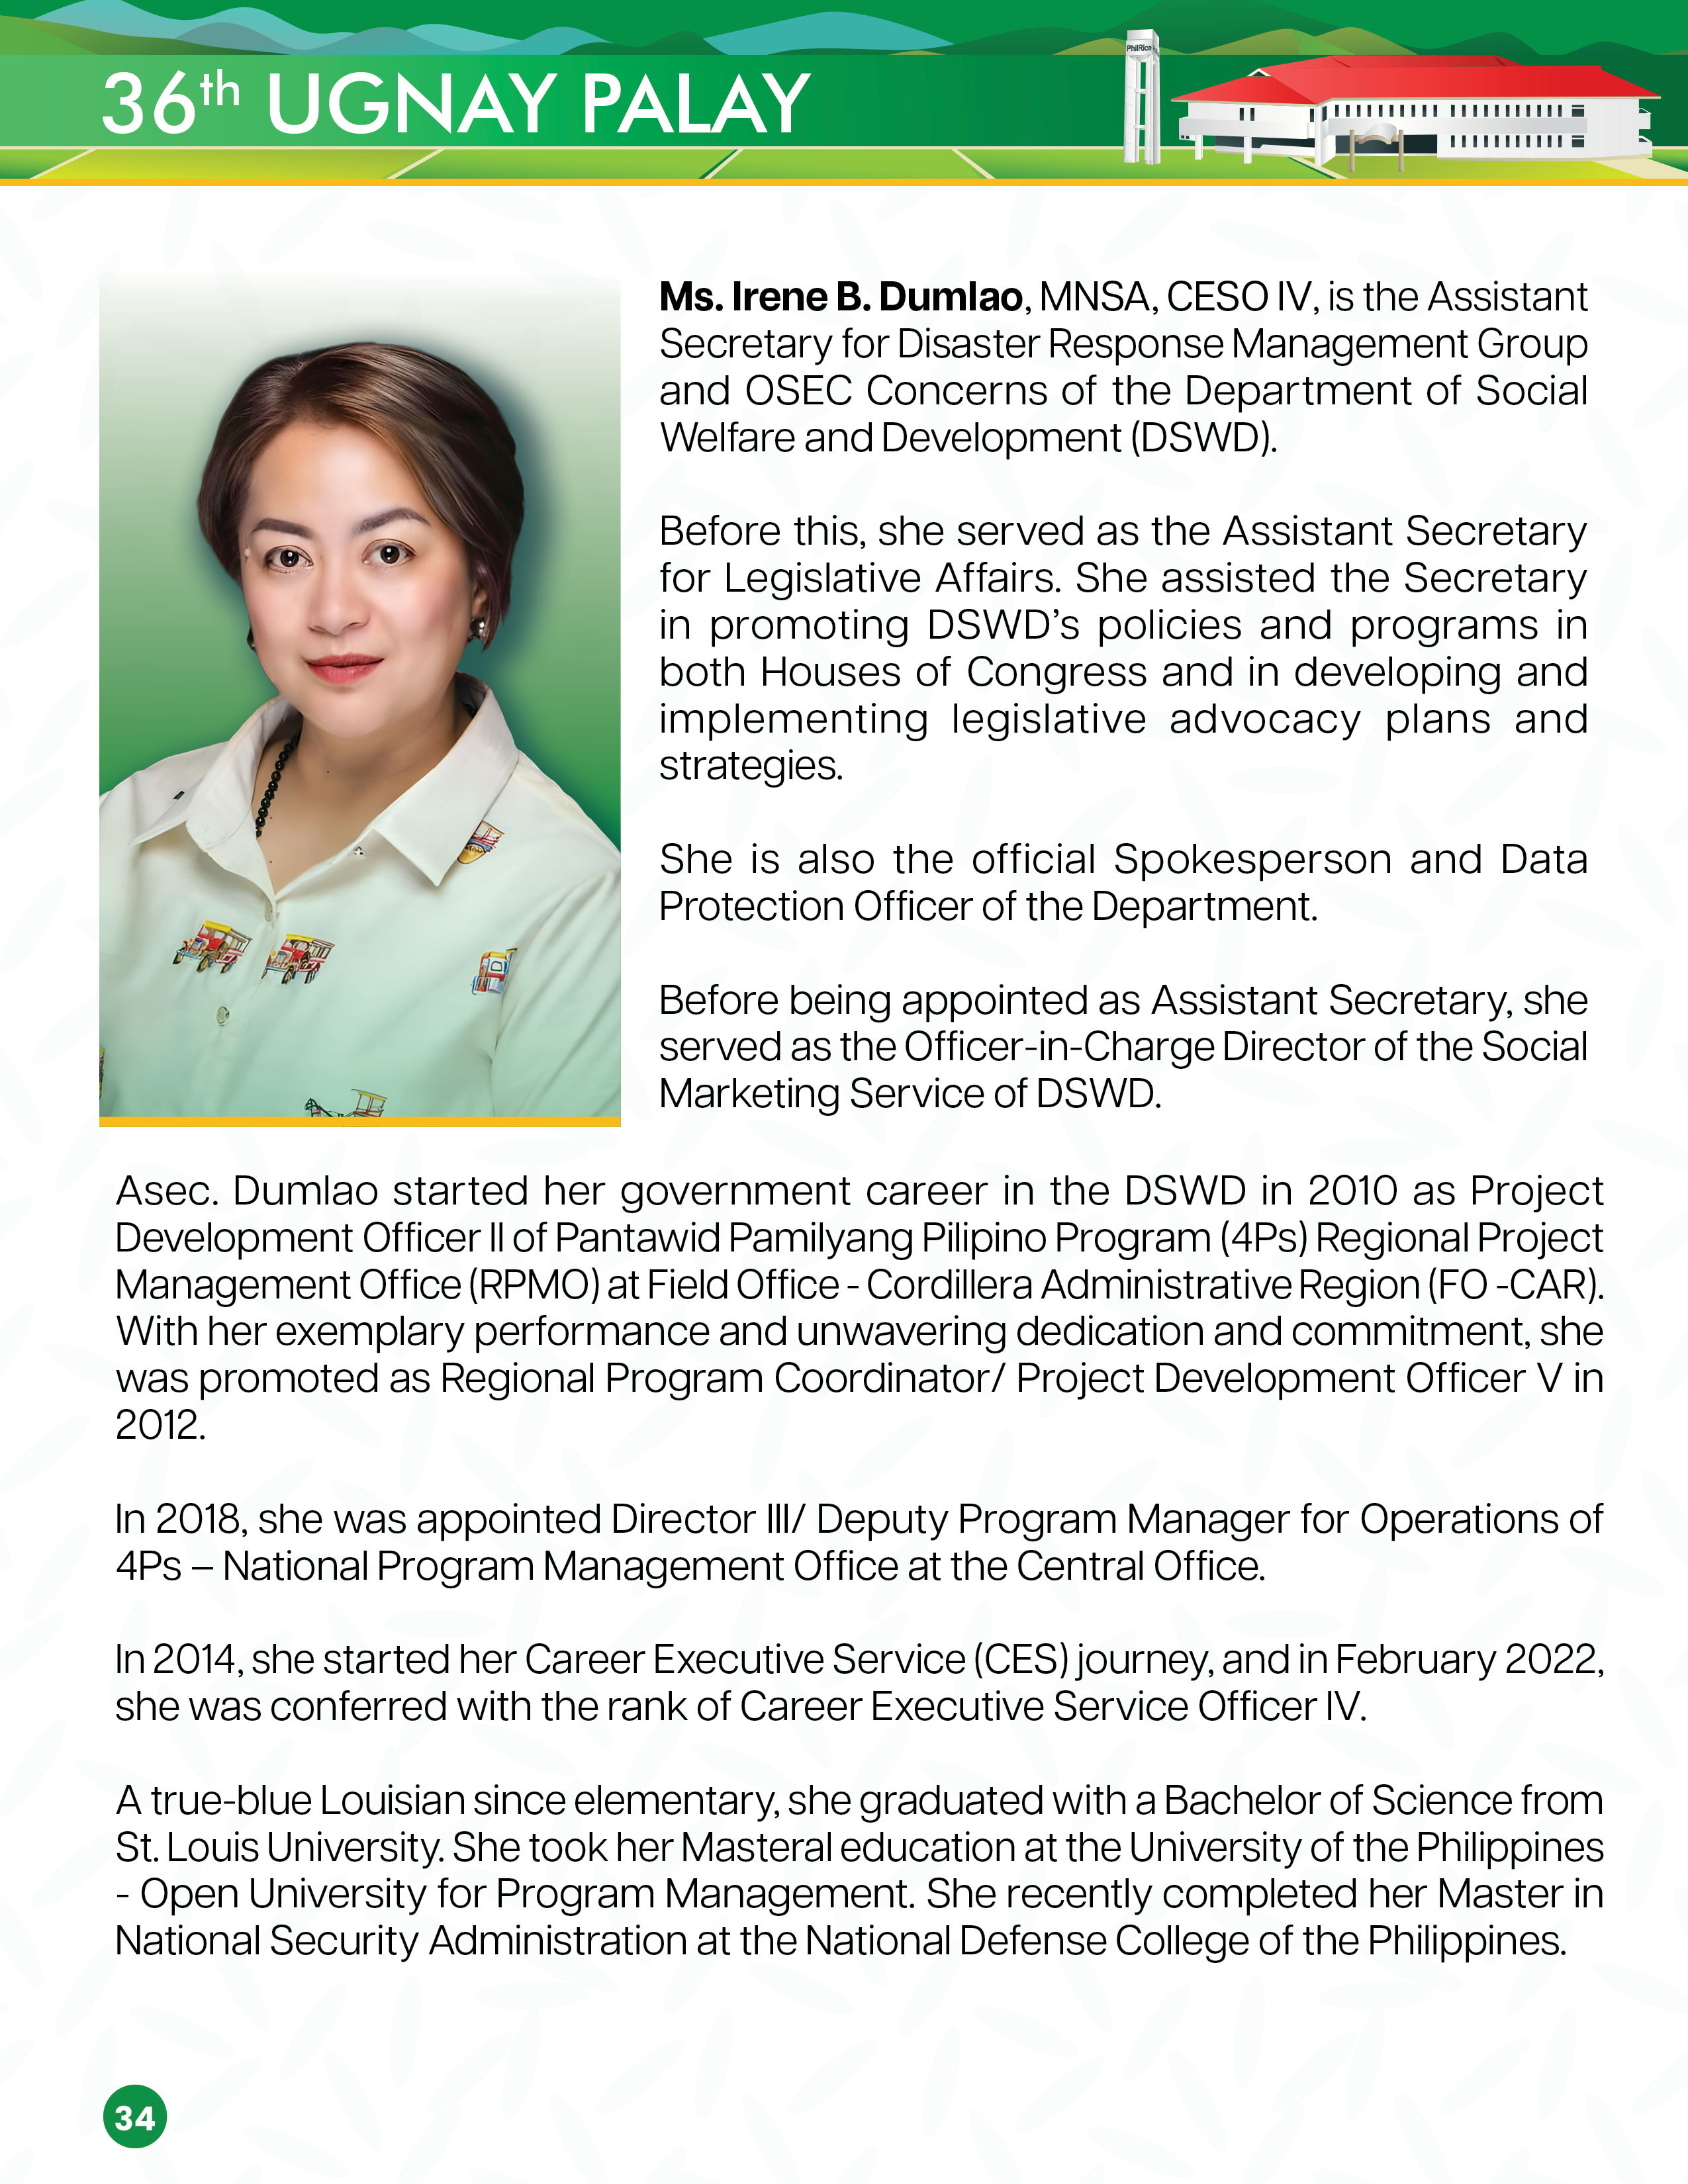 36th UGNAY PALAY
PhilRice
Ms. Irene B. Dumlao, MNSA, CESO IV, is the Assistant
Secretary for Disaster Response Management Group
and OSEC Concerns of the Department of Social
Welfare and Development (DSWD).
Before this, she served as the Assistant Secretary
for Legislative Affairs. She assisted the Secretary
in promoting DSWD’s policies and programs in
both Houses of Congress and in developing and
implementing legislative advocacy plans and
strategies.
She is also the official Spokesperson and Data
Protection Officer of the Department.
Before being appointed as Assistant Secretary, she
served as the Officer-in-Charge Director of the Social
Marketing Service of DSWD.
Asec. Dumlao started her government career in the DSWD in 2010 as Project
Development Officer II of Pantawid Pamilyang Pilipino Program (4Ps) Regional Project
Management Office (RPMO) at Field Office - Cordillera Administrative Region (FO -CAR).
With her exemplary performance and unwavering dedication and commitment, she
was promoted as Regional Program Coordinator/ Project Development Officer V in
2012.
In 2018, she was appointed Director III/ Deputy Program Manager for Operations of
4Ps – National Program Management Office at the Central Office.
In 2014, she started her Career Executive Service (CES) journey, and in February 2022,
she was conferred with the rank of Career Executive Service Officer IV.
A true-blue Louisian since elementary, she graduated with a Bachelor of Science from
St. Louis University. She took her Masteral education at the University of the Philippines
- Open University for Program Management. She recently completed her Master in
National Security Administration at the National Defense College of the Philippines.
34